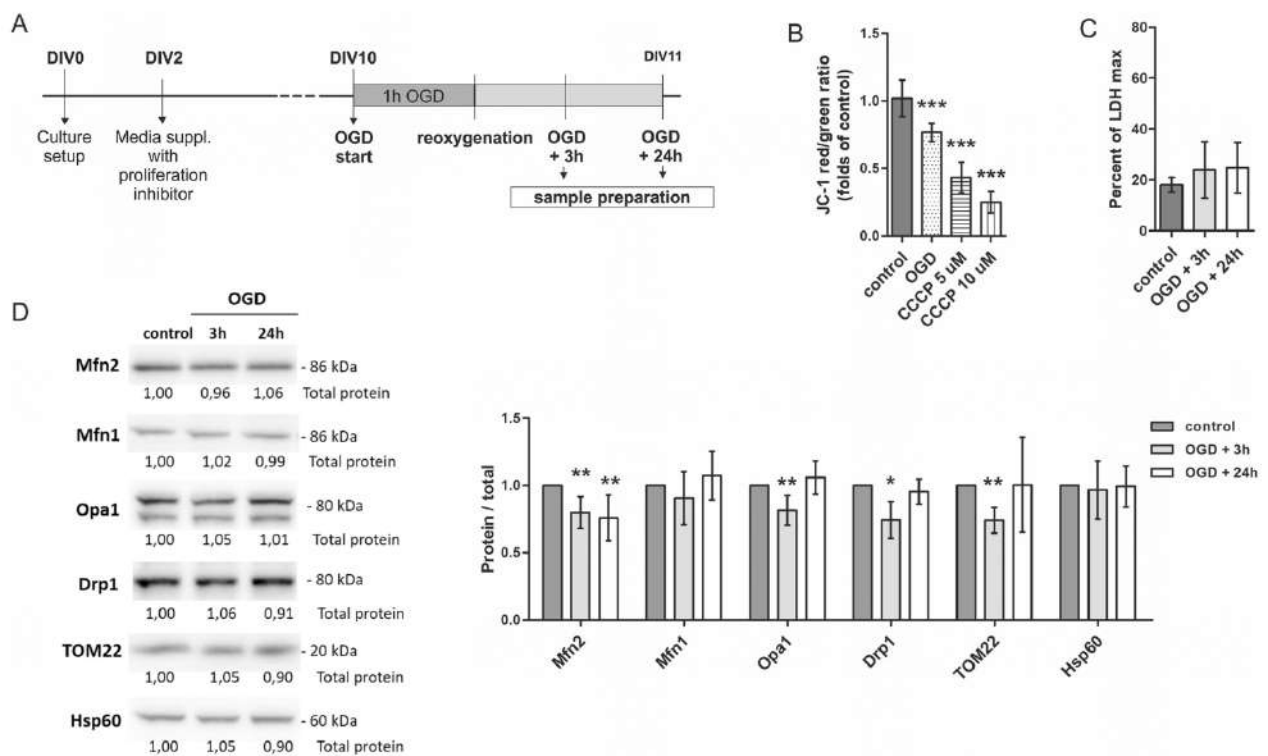 A
DIV0
DIV2
DIV10
DIV11
1h OGD
Culture
setup
Media suppl.
with
proliferation
inhibitor
OGD
start
reoxygenation
OGD
+ 3h
OGD
+ 24h
sample preparation
B
JC-1 red/green ratio
(folds of control)
1.5
1.0
0.5
0.0
***
***
***
control
OGD
CCCP 5 uM
CCCP 10 uM
C
Percent of LDH max
80
60
40
20
0
control
OGD + 3h
OGD + 24h
D
OGD
control 3h 24h
Mfn2 - 86 kDa
1,00 0,96 1,06 Total protein
Mfn1 - 86 kDa
1,00 1,02 0,99 Total protein
Opa1 - 80 kDa
1,00 1,05 1,01 Total protein
Drp1 - 80 kDa
1,00 1,06 0,91 Total protein
TOM22 - 20 kDa
1,00 1,05 0,90 Total protein
Hsp60 - 60 kDa
1,00 1,05 0,90 Total protein
Protein / total
1.5
1.0
0.5
0.0
** ** ** * **
Mfn2
Mfn1
Opa1
Drp1
TOM22
Hsp60
control
OGD + 3h
OGD + 24h